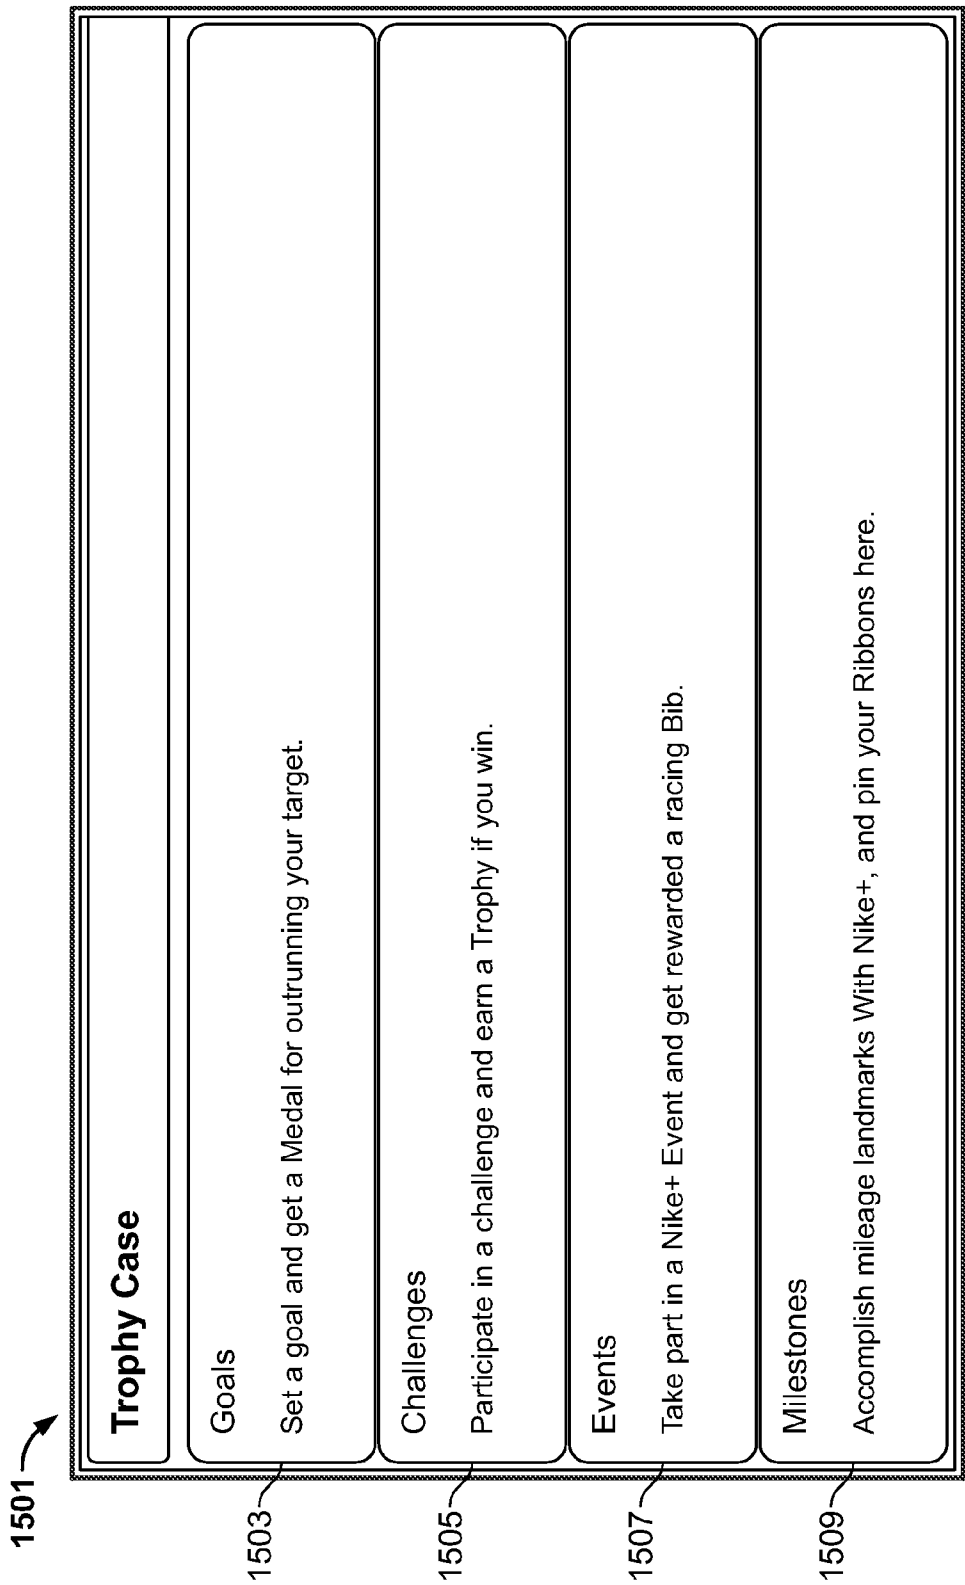 1501
Trophy Case
1503
Goals
Set a goal and get a Medal for outrunning your target.
1505
Challenges
Participate in a challenge and earn a Trophy if you win.
1507
Events
Take part in a Nike+ Event and get rewarded a racing Bib.
1509
Milestones
Accomplish mileage landmarks With Nike+, and pin your Ribbons here.